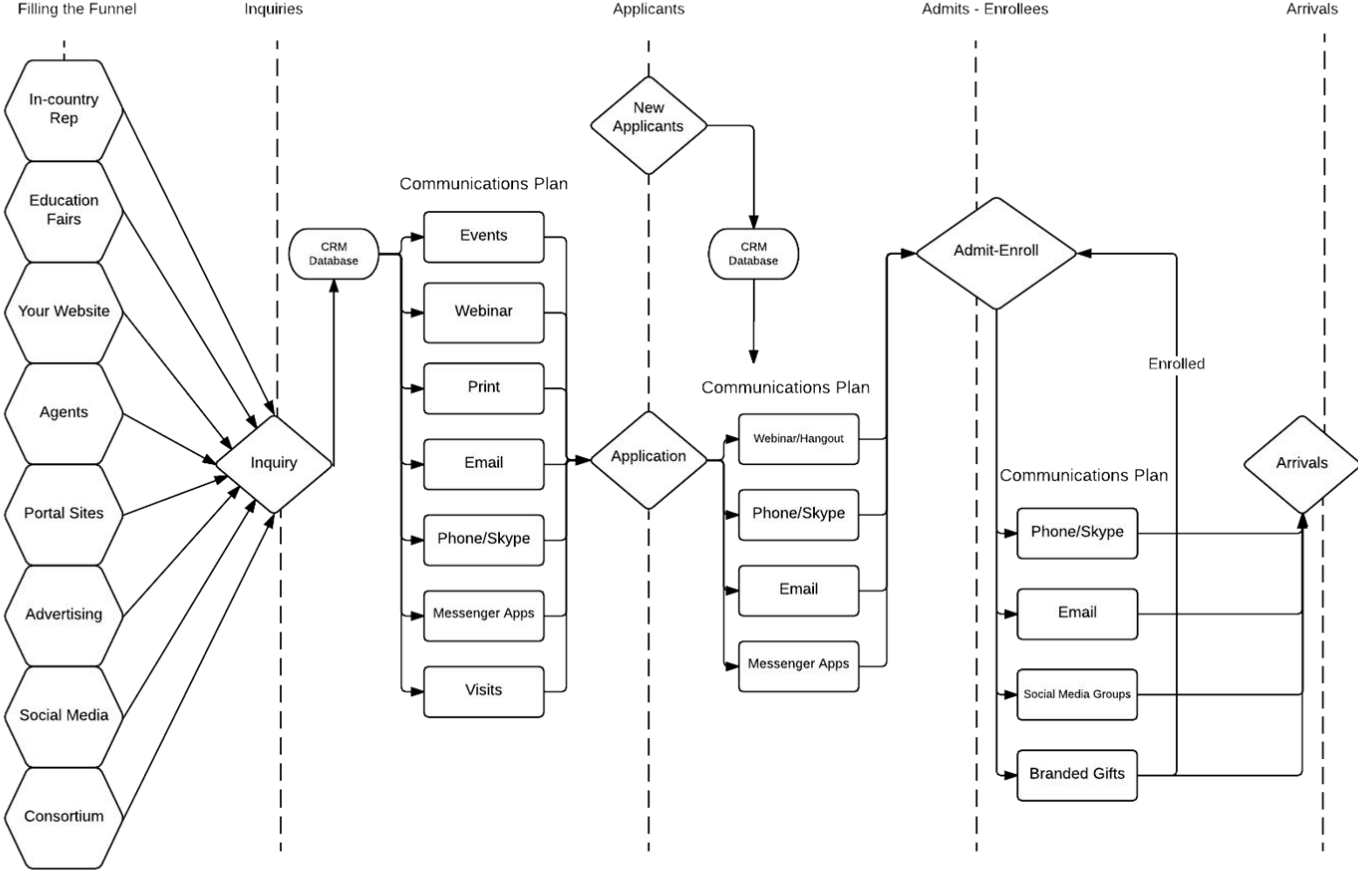 Filling the Funnel
Inquiries
Applicants
Admits - Enrollees
Arrivals
In-country
Rep
Education
Fairs
Your Website
Agents
Portal Sites
Advertising
Social Media
Consortium
Inquiry
CRM
Database
Communications Plan
Events
Webinar
Print
Email
Phone/Skype
Messenger Apps
Visits
New
Applicants
Application
CRM
Database
Communications Plan
Webinar/Hangout
Phone/Skype
Email
Messenger Apps
Admit-Enroll
Enrolled
Communications Plan
Phone/Skype
Email
Social Media Groups
Branded Gifts
Arrivals